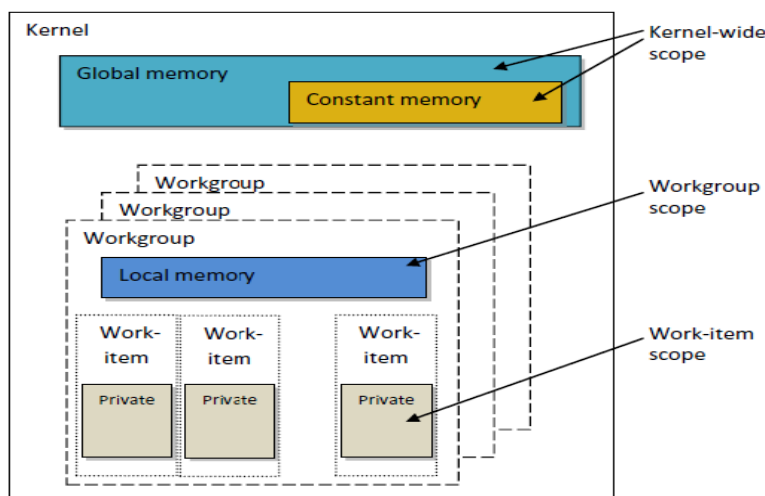 Kernel
Kernel-wide
scope
Global memory
Constant memory
Workgroup
Workgroup
Workgroup
Workgroup
scope
Local memory
Work-
item
Work-
item
Work-
item
Work-item
scope
Private
Private
Private